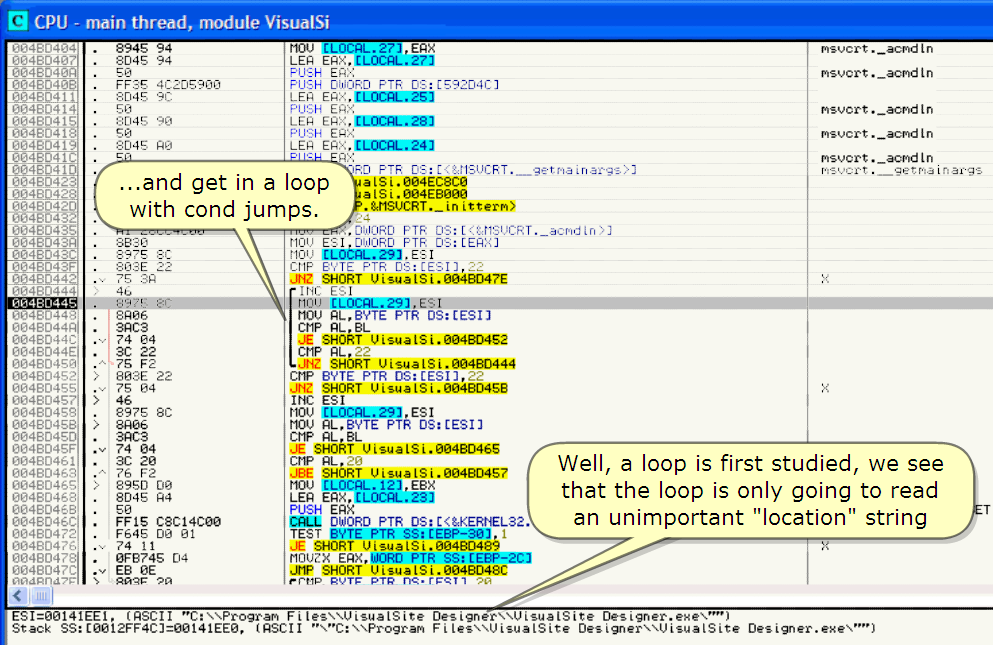 C CPU - main thread, module VisualSi
004BD404 . 8945 94 MOV [LOCAL.27],EAX msvcrt._acmdln
004BD407 . 8D45 94 LEA EAX,[LOCAL.27]
004BD40A . 50 PUSH EAX msvcrt._acmdln
004BD40B . FF35 4C2D5900 PUSH DWORD PTR DS:[592D4C]
004BD411 . 8D45 9C LEA EAX,[LOCAL.25]
004BD414 . 50 PUSH EAX msvcrt._acmdln
004BD415 . 8D45 90 LEA EAX,[LOCAL.28]
004BD418 . 50 PUSH EAX msvcrt._acmdln
004BD419 . 8D45 A0 LEA EAX,[LOCAL.24]
004BD41C . 50 PUSH EAX msvcrt._acmdln
004BD41D ORD PTR DS:[<&MSVCRT.__getmainargs>] msvcrt.__getmainargs
004BD423 ualSi.004EC8C0
004BD428 ualSi.004EB000
P.&MSVCRT._initterm>
004BD432 24
004BD435 DWORD PTR DS:[<&MSVCRT._acmdln>]
004BD43A . 8B30 MOV ESI,DWORD PTR DS:[EAX]
004BD43C . 8975 8C MOV [LOCAL.29],ESI
004BD43F . 803E 22 CMP BYTE PTR DS:[ESI],22
004BD442 .v 75 3A JNZ SHORT VisualSi.004BD47E X
004BD444 > 46 INC ESI
004BD445 . 8975 8C MOV [LOCAL.29],ESI
004BD448 . 8A06 MOV AL,BYTE PTR DS:[ESI]
004BD44A . 3AC3 CMP AL,BL
004BD44C .v 74 04 JE SHORT VisualSi.004BD452
004BD44E . 3C 22 CMP AL,22
004BD450 .^ 75 F2 JNZ SHORT VisualSi.004BD444
004BD452 > 803E 22 CMP BYTE PTR DS:[ESI],22
004BD455 .v 75 04 JNZ SHORT VisualSi.004BD45B X
004BD457 > 46 INC ESI
004BD458 . 8975 8C MOV [LOCAL.29],ESI
004BD45B > 8A06 MOV AL,BYTE PTR DS:[ESI]
004BD45D . 3AC3 CMP AL,BL
004BD45F .v 74 04 JE SHORT VisualSi.004BD465
004BD461 . 3C 20 CMP AL,20
004BD463 .^ 76 F2 JBE SHORT VisualSi.004BD457
004BD465 > 895D D0 MOV [LOCAL.12],EBX
004BD468 . 8D45 A4 LEA EAX,[LOCAL.23]
004BD46B . 50 PUSH EAX
004BD46C . FF15 C8C14C00 CALL DWORD PTR DS:[<&KERNEL32.
004BD472 . F645 D0 01 TEST BYTE PTR SS:[EBP-30],1
004BD476 .v 74 11 JE SHORT VisualSi.004BD489 X
004BD478 . 0FB745 D4 MOVZX EAX,WORD PTR SS:[EBP-2C]
004BD47C .v EB 0E JMP SHORT VisualSi.004BD48C
004BD47E > 803E 20 CMP BYTE PTR DS:[ESI],20
...and get in a loop
with cond jumps.
Well, a loop is first studied, we see
that the loop is only going to read
an unimportant "location" string
ESI=00141EE1, (ASCII "C:\\Program Files\\VisualSite Designer\\VisualSite Designer.exe\"")
Stack SS:[0012FF4C]=00141EE0, (ASCII "\"C:\\Program Files\\VisualSite Designer\\VisualSite Designer.exe\"")